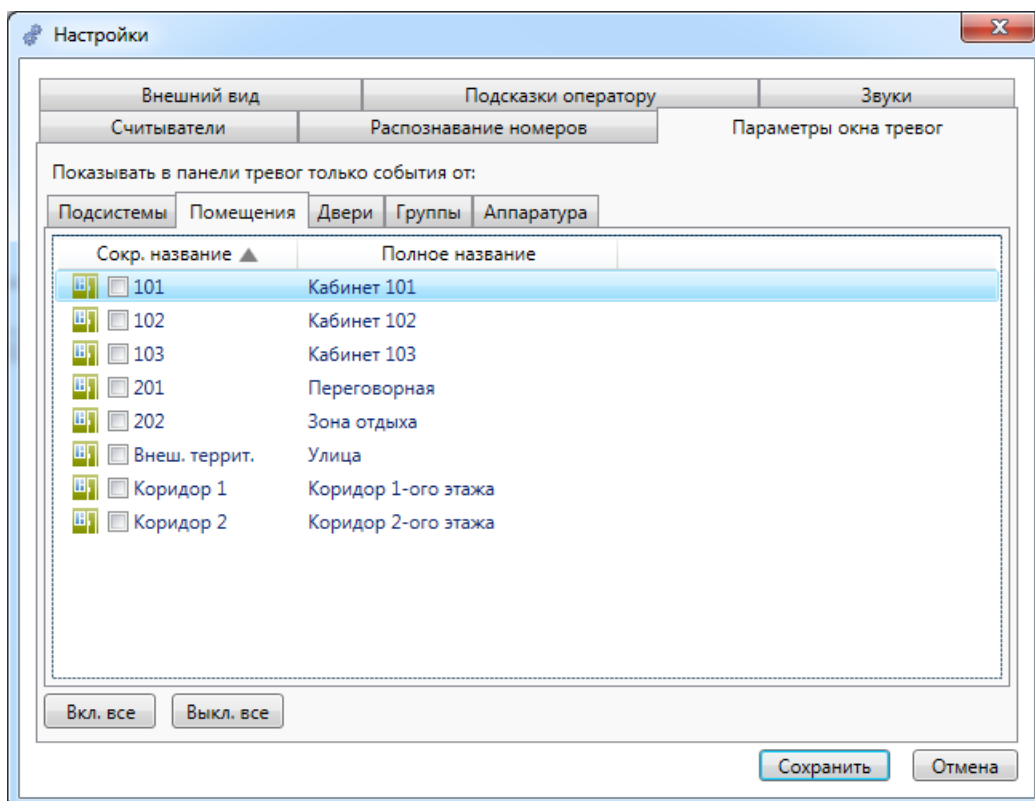 Настройки
Внешний вид Подсказки оператору Звуки
Считыватели Распознавание номеров Параметры окна тревог
Показывать в панели тревог только события от:
Подсистемы Помещения Двери Группы Аппаратура
Сокр. название Полное название
101 Кабинет 101
102 Кабинет 102
103 Кабинет 103
201 Переговорная
202 Зона отдыха
Внеш. террит. Улица
Коридор 1 Коридор 1-ого этажа
Коридор 2 Коридор 2-ого этажа
Вкл. все Выкл. все
Сохранить Отмена